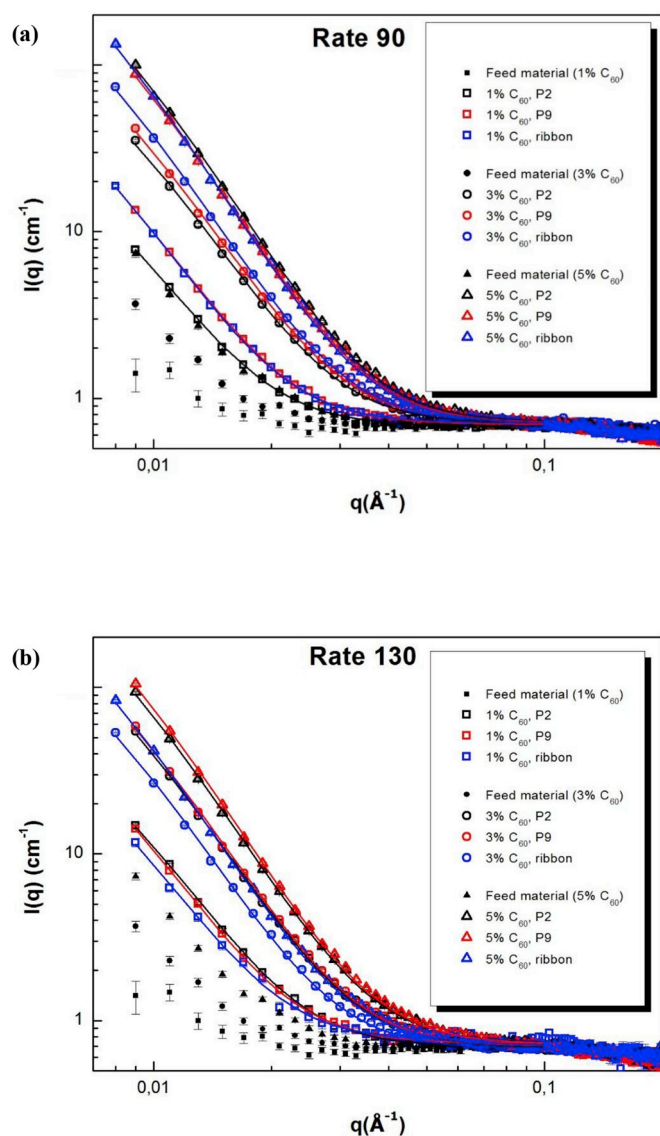 (a)
Rate 90
Feed material (1% C₆₀)
1% C₆₀, P2
1% C₆₀, P9
1% C₆₀, ribbon
Feed material (3% C₆₀)
3% C₆₀, P2
3% C₆₀, P9
3% C₆₀, ribbon
Feed material (5% C₆₀)
5% C₆₀, P2
5% C₆₀, P9
5% C₆₀, ribbon
I(q) (cm⁻¹)
10
1
0,01
0,1
q(Å⁻¹)
(b)
Rate 130
Feed material (1% C₆₀)
1% C₆₀, P2
1% C₆₀, P9
1% C₆₀, ribbon
Feed material (3% C₆₀)
3% C₆₀, P2
3% C₆₀, P9
3% C₆₀, ribbon
Feed material (5% C₆₀)
5% C₆₀, P2
5% C₆₀, P9
5% C₆₀, ribbon
I(q) (cm⁻¹)
10
1
0,01
0,1
q(Å⁻¹)